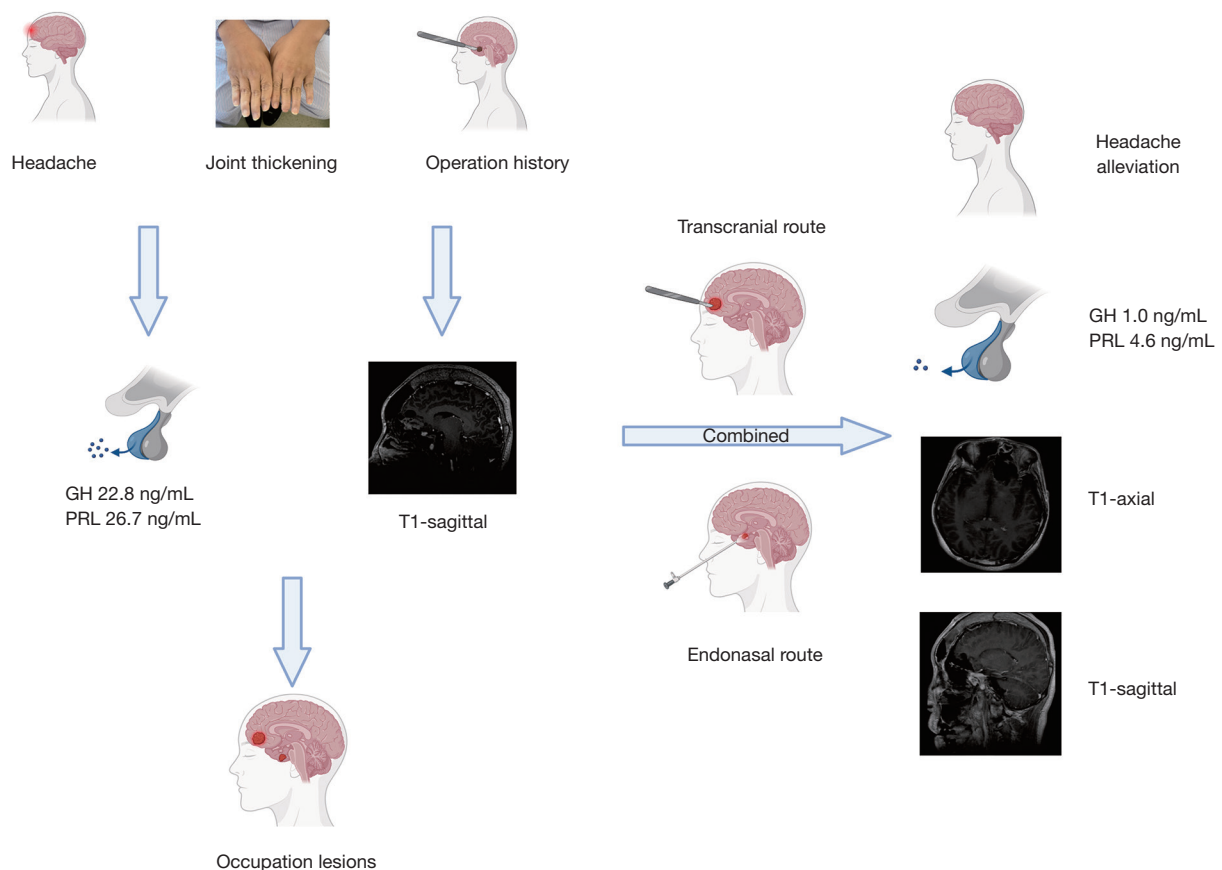 Headache
Joint thickening
Operation history
GH 22.8 ng/mL
PRL 26.7 ng/mL
T1-sagittal
Occupation lesions
Transcranial route
Combined
Endonasal route
Headache
alleviation
GH 1.0 ng/mL
PRL 4.6 ng/mL
T1-axial
T1-sagittal